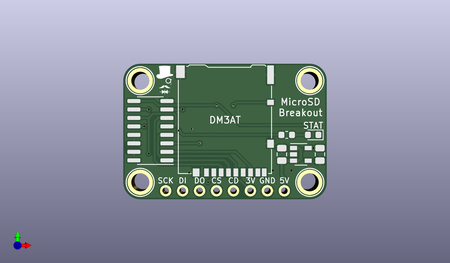 MicroSD
Breakout
DM3AT
STAT
SCK DI DO CS CD 3V GND 5V